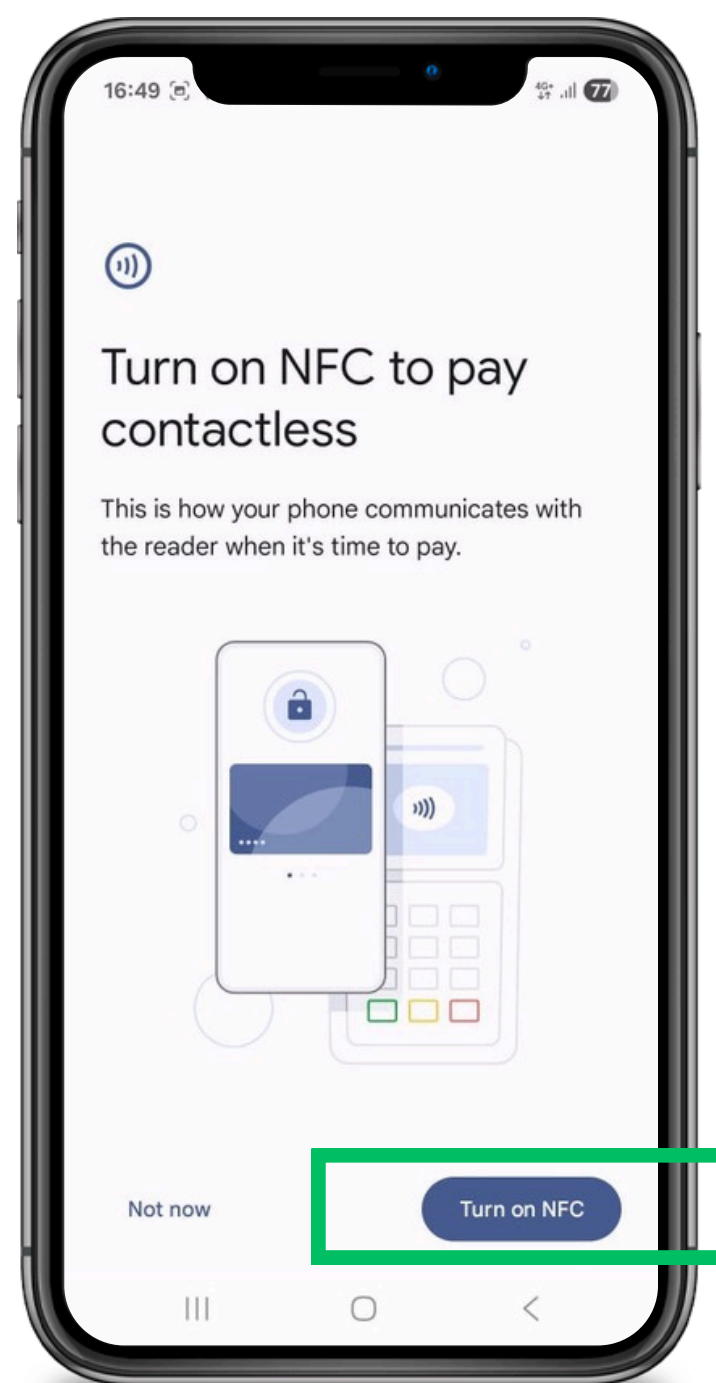 16:49
4G+
77
Turn on NFC to pay
contactless
This is how your phone communicates with
the reader when it's time to pay.
Not now
Turn on NFC